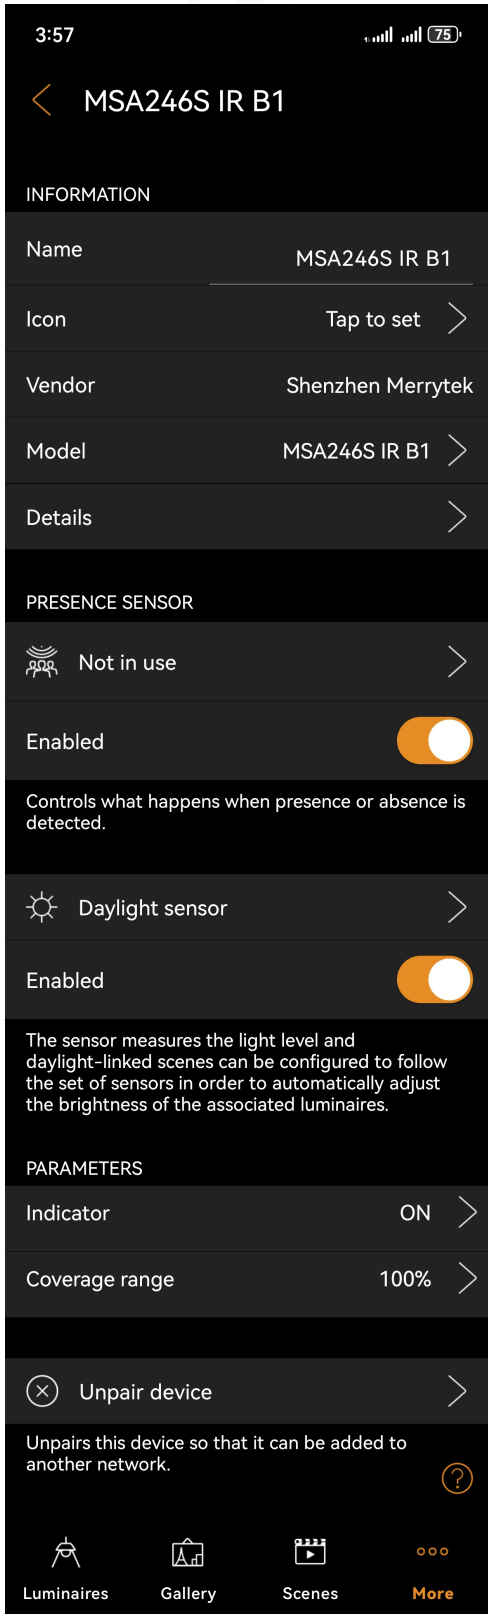 3:57
75
MSA246S IR B1
INFORMATION
Name MSA246S IR B1
Icon Tap to set
Vendor Shenzhen Merrytek
Model MSA246S IR B1
Details
PRESENCE SENSOR
Not in use
Enabled
Controls what happens when presence or absence is
detected.
Daylight sensor
Enabled
The sensor measures the light level and
daylight-linked scenes can be configured to follow
the set of sensors in order to automatically adjust
the brightness of the associated luminaires.
PARAMETERS
Indicator ON
Coverage range 100%
Unpair device
Unpairs this device so that it can be added to
another network.
?
Luminaires Gallery Scenes More